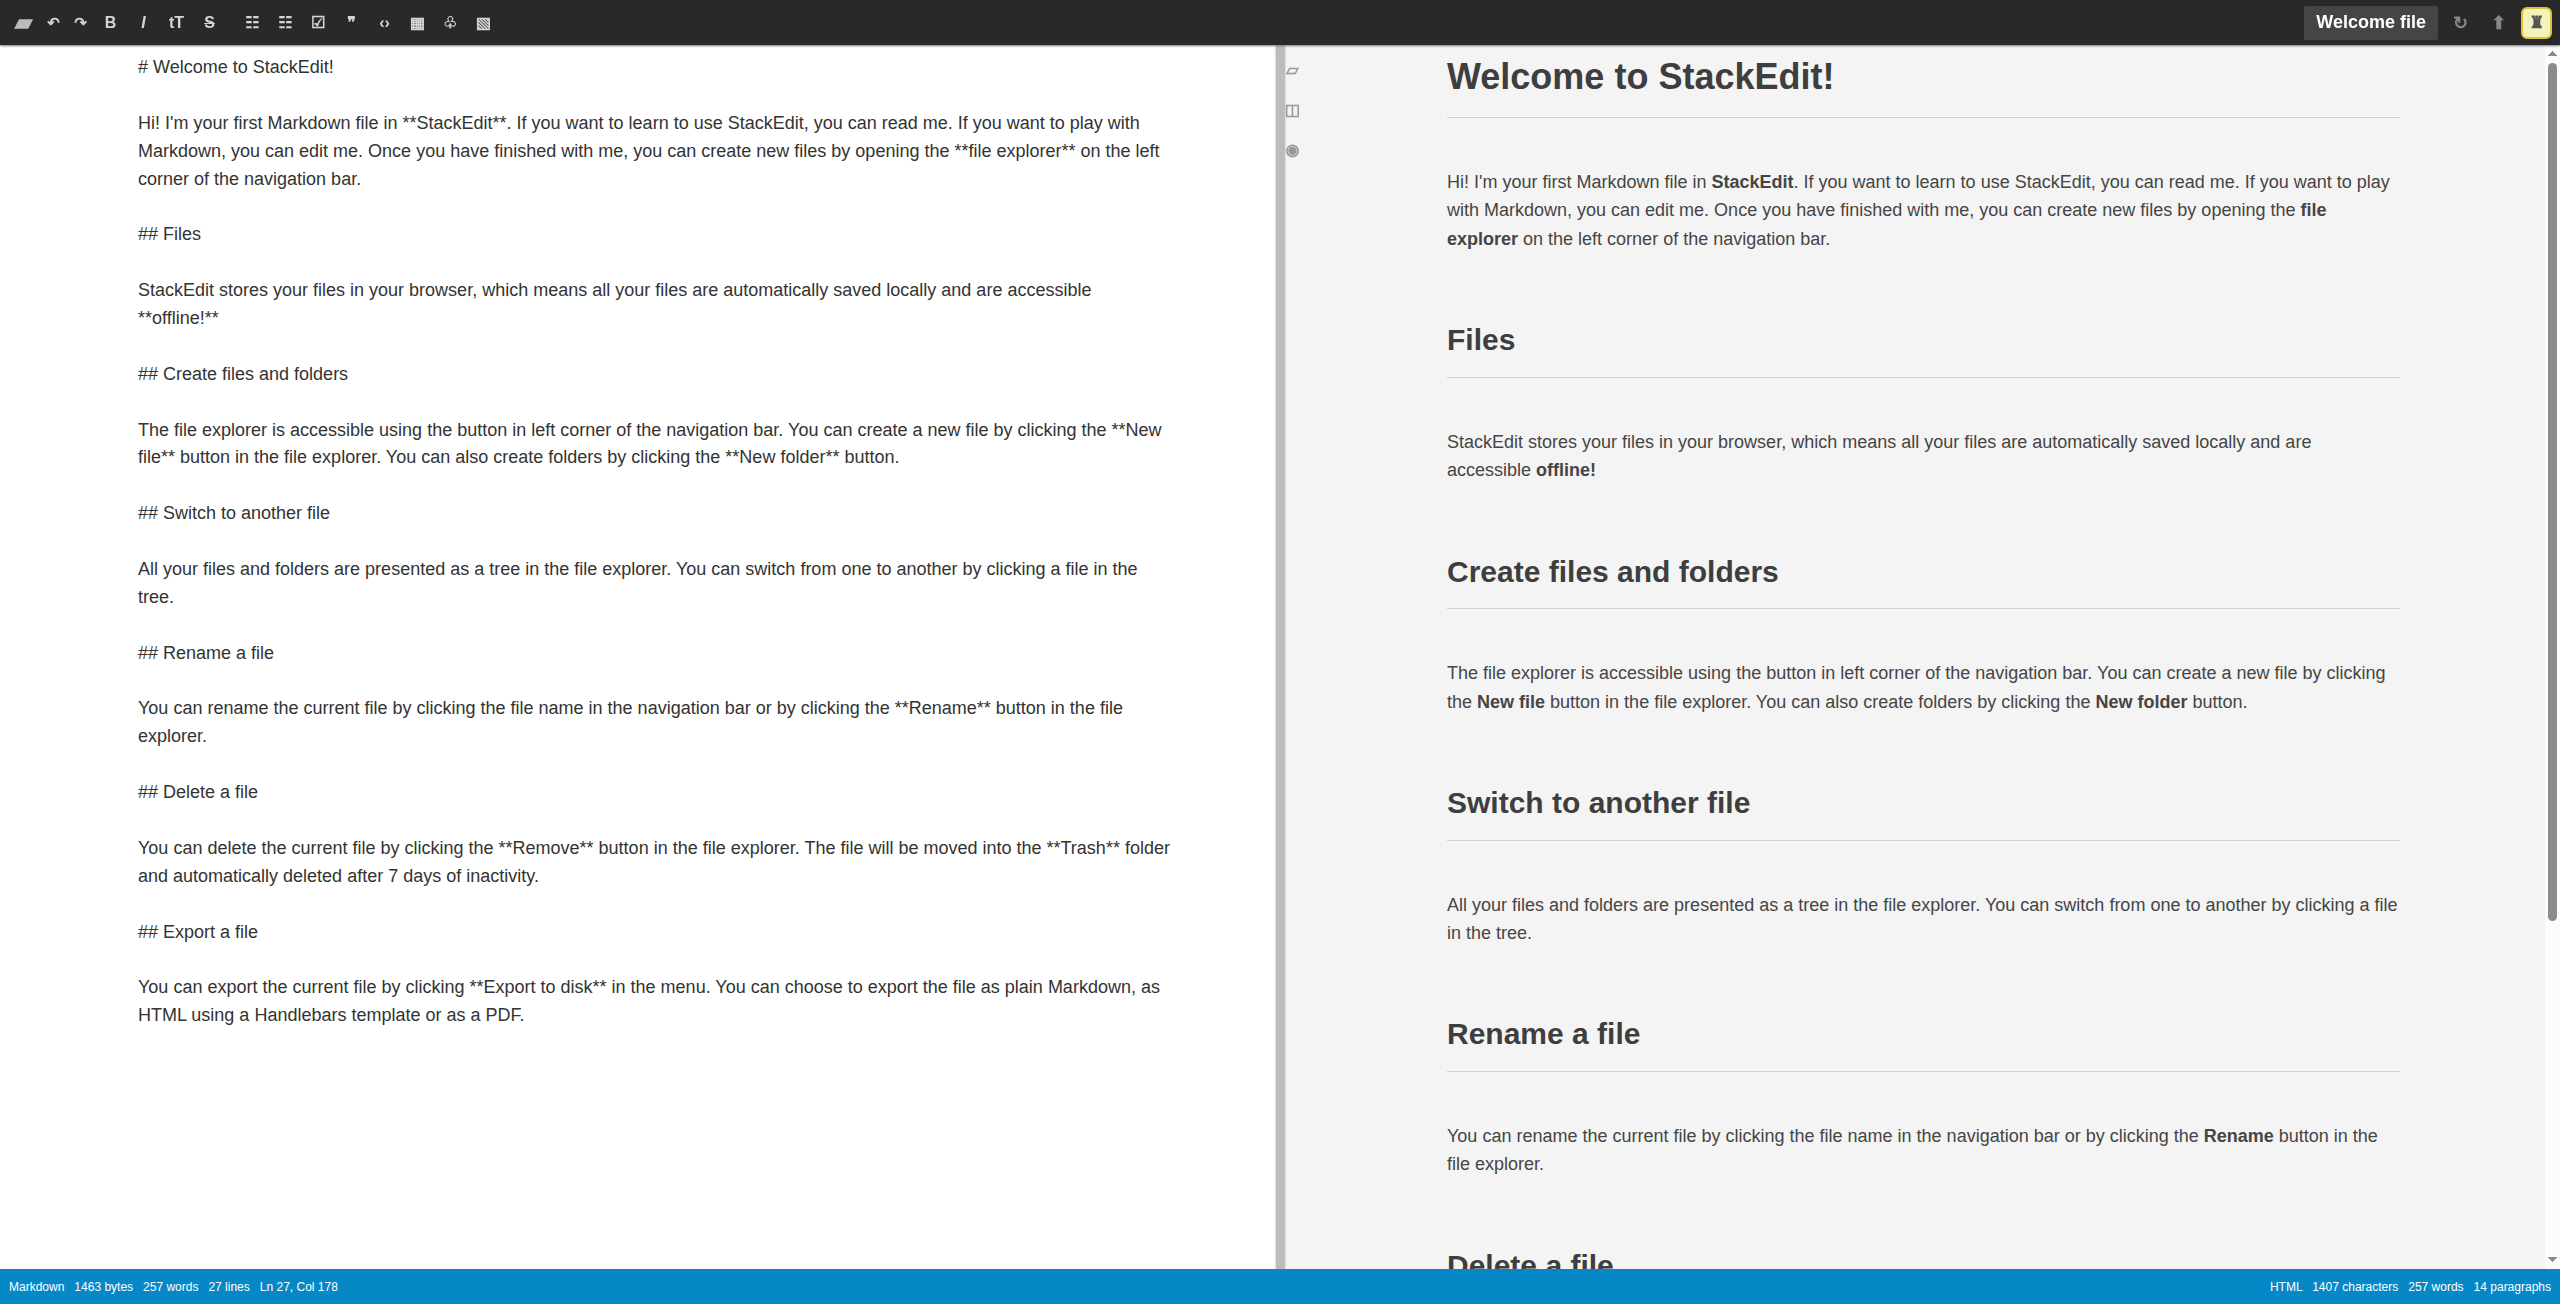 B I tT S ❞ ‹› Welcome file
# Welcome to StackEdit!
Hi! I'm your first Markdown file in **StackEdit**. If you want to learn to use StackEdit, you can read me. If you want to play with
Markdown, you can edit me. Once you have finished with me, you can create new files by opening the **file explorer** on the left
corner of the navigation bar.
## Files
StackEdit stores your files in your browser, which means all your files are automatically saved locally and are accessible
**offline!**
## Create files and folders
The file explorer is accessible using the button in left corner of the navigation bar. You can create a new file by clicking the **New
file** button in the file explorer. You can also create folders by clicking the **New folder** button.
## Switch to another file
All your files and folders are presented as a tree in the file explorer. You can switch from one to another by clicking a file in the
tree.
## Rename a file
You can rename the current file by clicking the file name in the navigation bar or by clicking the **Rename** button in the file
explorer.
## Delete a file
You can delete the current file by clicking the **Remove** button in the file explorer. The file will be moved into the **Trash** folder
and automatically deleted after 7 days of inactivity.
## Export a file
You can export the current file by clicking **Export to disk** in the menu. You can choose to export the file as plain Markdown, as
HTML using a Handlebars template or as a PDF.
Welcome to StackEdit!
Hi! I'm your first Markdown file in StackEdit. If you want to learn to use StackEdit, you can read me. If you want to play
with Markdown, you can edit me. Once you have finished with me, you can create new files by opening the file
explorer on the left corner of the navigation bar.
Files
StackEdit stores your files in your browser, which means all your files are automatically saved locally and are
accessible offline!
Create files and folders
The file explorer is accessible using the button in left corner of the navigation bar. You can create a new file by clicking
the New file button in the file explorer. You can also create folders by clicking the New folder button.
Switch to another file
All your files and folders are presented as a tree in the file explorer. You can switch from one to another by clicking a file
in the tree.
Rename a file
You can rename the current file by clicking the file name in the navigation bar or by clicking the Rename button in the
file explorer.
Delete a file
Markdown 1463 bytes 257 words 27 lines Ln 27, Col 178
HTML 1407 characters 257 words 14 paragraphs